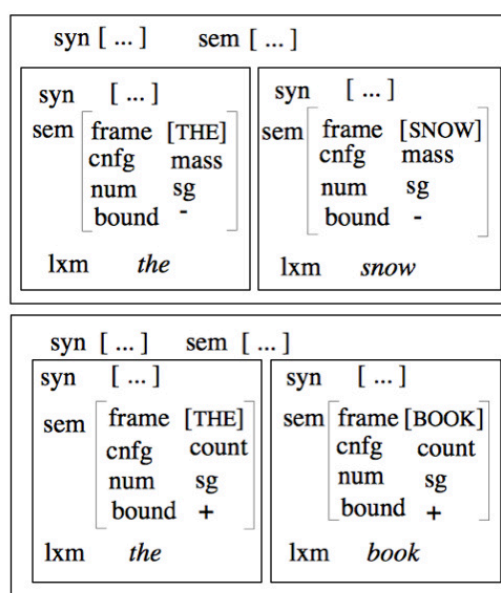 syn [ ... ] sem [ ... ]
syn [ ... ] syn [ ... ]
sem frame [THE] sem frame [SNOW]
cnfg mass cnfg mass
num sg num sg
bound - bound -
lxm the lxm snow
syn [ ... ] sem [ ... ]
syn [ ... ] syn [ ... ]
sem frame [THE] sem frame [BOOK]
cnfg count cnfg count
num sg num sg
bound + bound +
lxm the lxm book